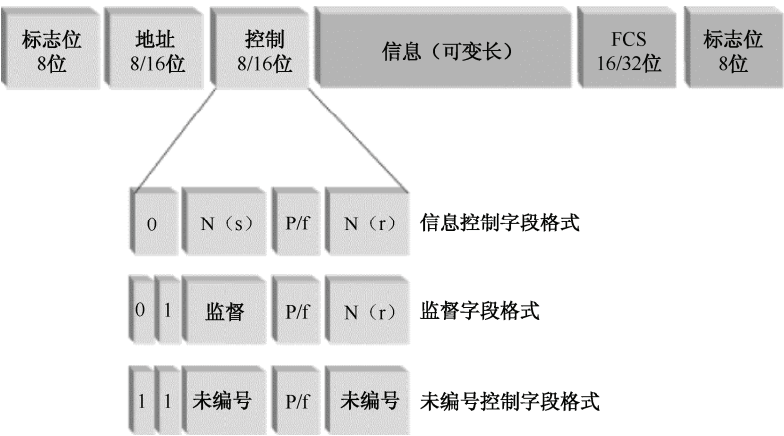 标志位
8位
地址
8/16位
控制
8/16位
信息（可变长）
FCS
16/32位
标志位
8位
0
N（s）
P/f
N（r）
信息控制字段格式
0
1
监督
P/f
N（r）
监督字段格式
1
1
未编号
P/f
未编号
未编号控制字段格式